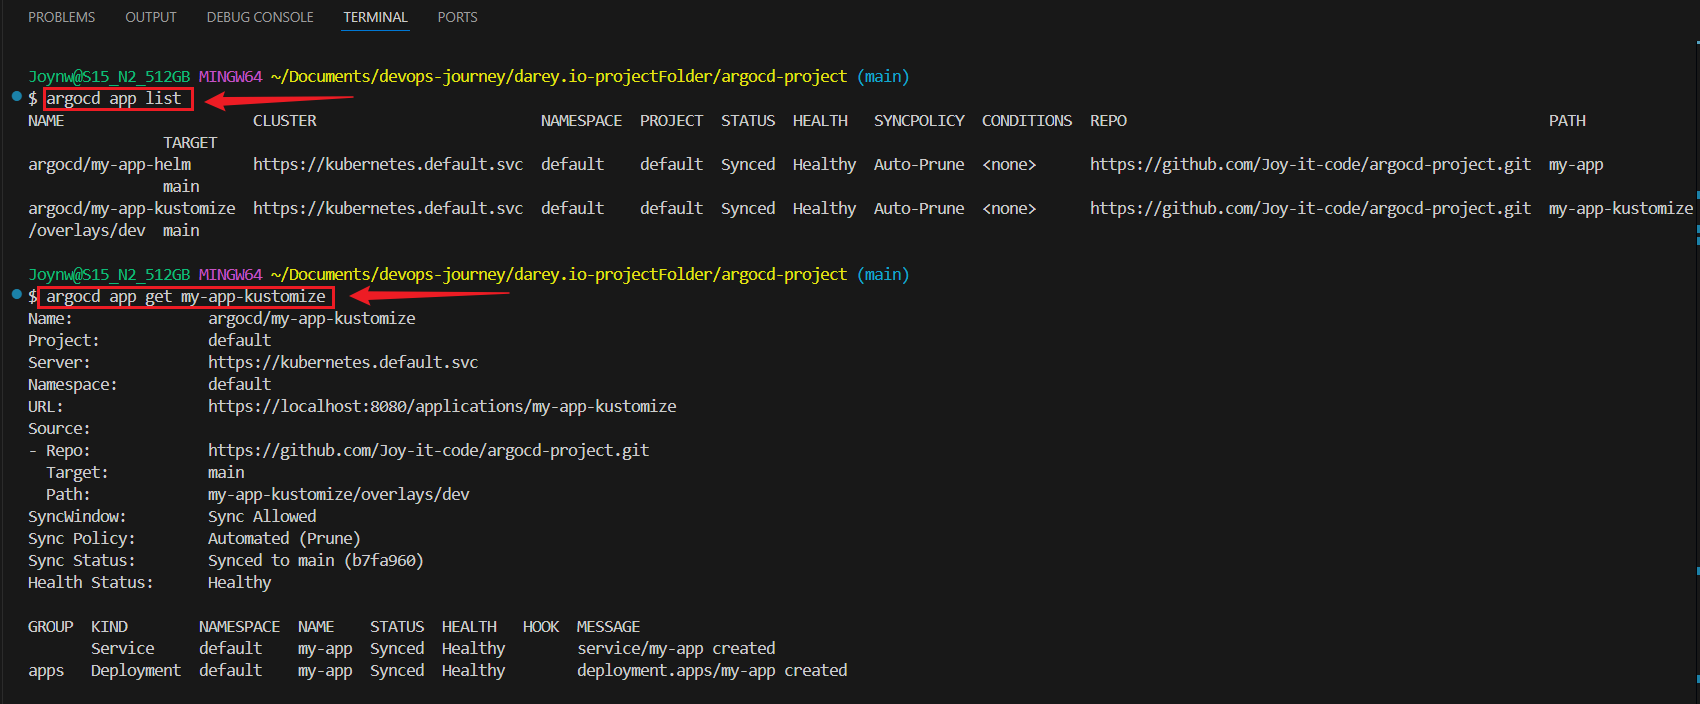 PROBLEMS OUTPUT DEBUG CONSOLE TERMINAL PORTS
Joynw@S15_N2_512GB MINGW64 ~/Documents/devops-journey/darey.io-projectFolder/argocd-project (main)
$ argocd app list
NAME CLUSTER NAMESPACE PROJECT STATUS HEALTH SYNCPOLICY CONDITIONS REPO PATH
TARGET
argocd/my-app-helm https://kubernetes.default.svc default default Synced Healthy Auto-Prune <none> https://github.com/Joy-it-code/argocd-project.git my-app
main
argocd/my-app-kustomize https://kubernetes.default.svc default default Synced Healthy Auto-Prune <none> https://github.com/Joy-it-code/argocd-project.git my-app-kustomize
/overlays/dev main
Joynw@S15_N2_512GB MINGW64 ~/Documents/devops-journey/darey.io-projectFolder/argocd-project (main)
$ argocd app get my-app-kustomize
Name: argocd/my-app-kustomize
Project: default
Server: https://kubernetes.default.svc
Namespace: default
URL: https://localhost:8080/applications/my-app-kustomize
Source:
- Repo: https://github.com/Joy-it-code/argocd-project.git
Target: main
Path: my-app-kustomize/overlays/dev
SyncWindow: Sync Allowed
Sync Policy: Automated (Prune)
Sync Status: Synced to main (b7fa960)
Health Status: Healthy
GROUP KIND NAMESPACE NAME STATUS HEALTH HOOK MESSAGE
Service default my-app Synced Healthy service/my-app created
apps Deployment default my-app Synced Healthy deployment.apps/my-app created